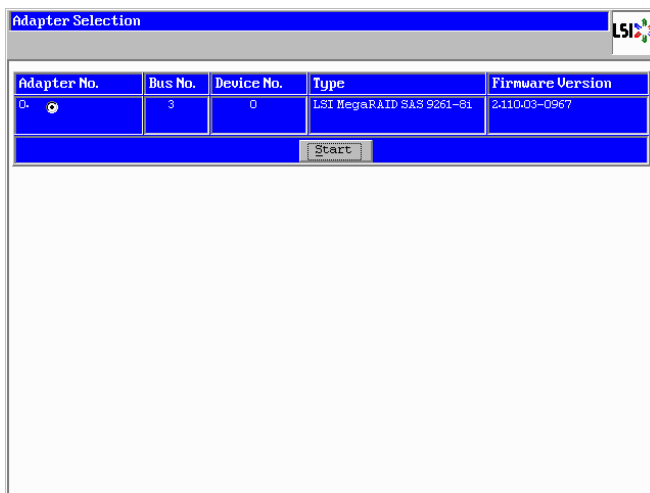 Adapter Selection
LSI
Adapter No. Bus No. Device No. Type Firmware Version
0. 3 0 LSI MegaRAID SAS 9261-8i 2.110.03-0967
Start